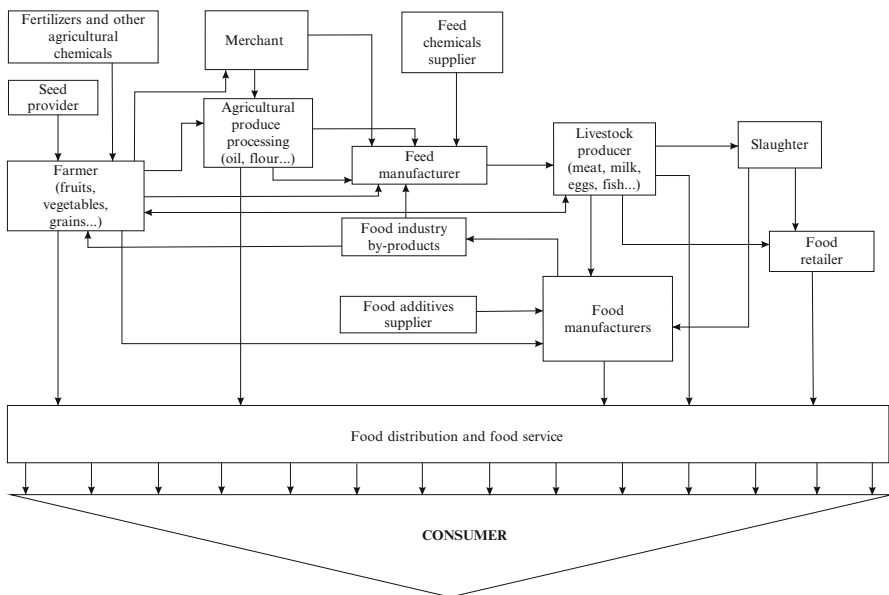 Fertilizers and other
agricultural
chemicals
Merchant
Feed
chemicals
supplier
Seed
provider
Agricultural
produce
processing
(oil, flour...)
Livestock
producer
(meat, milk,
eggs, fish...)
Slaughter
Farmer
(fruits,
vegetables,
grains...)
Feed
manufacturer
Food industry
by-products
Food
retailer
Food additives
supplier
Food
manufacturers
Food distribution and food service
CONSUMER